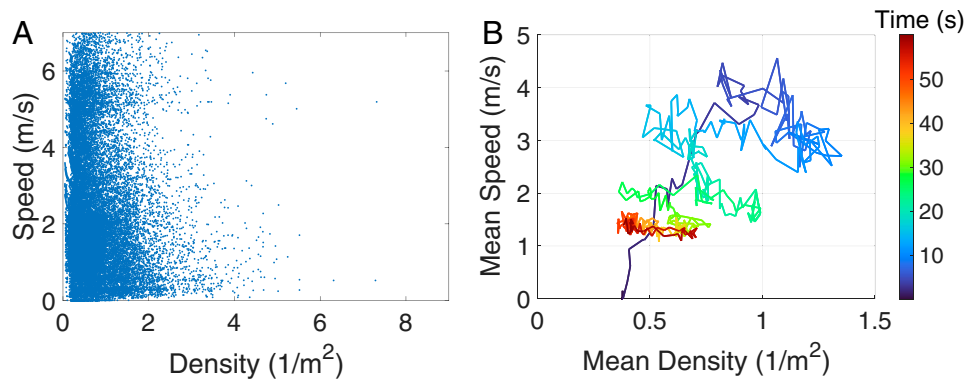 A
Speed (m/s)
6
4
2
0
0 2 4 6 8
Density (1/m²)
B
Mean Speed (m/s)
5
4
3
2
1
0
0 0.5 1 1.5
Mean Density (1/m²)
Time (s)
50
40
30
20
10